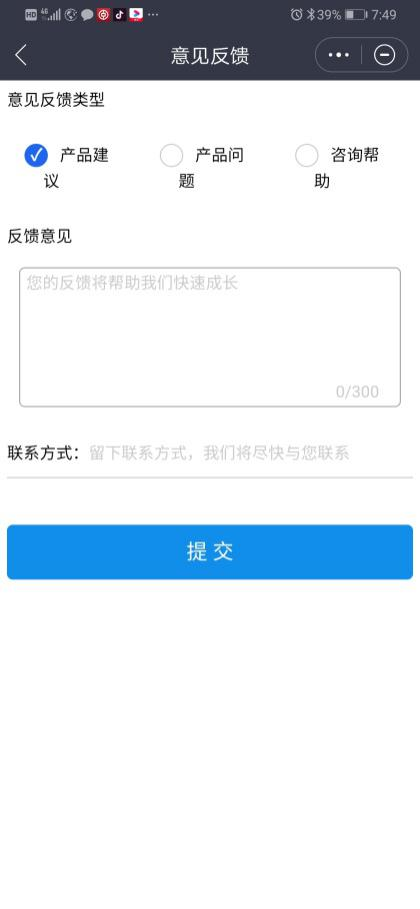 HD 46 39% 7:49
意见反馈
意见反馈类型
产品建议
产品问题
咨询帮助
反馈意见
您的反馈将帮助我们快速成长
0/300
联系方式：留下联系方式，我们将尽快与您联系
提交